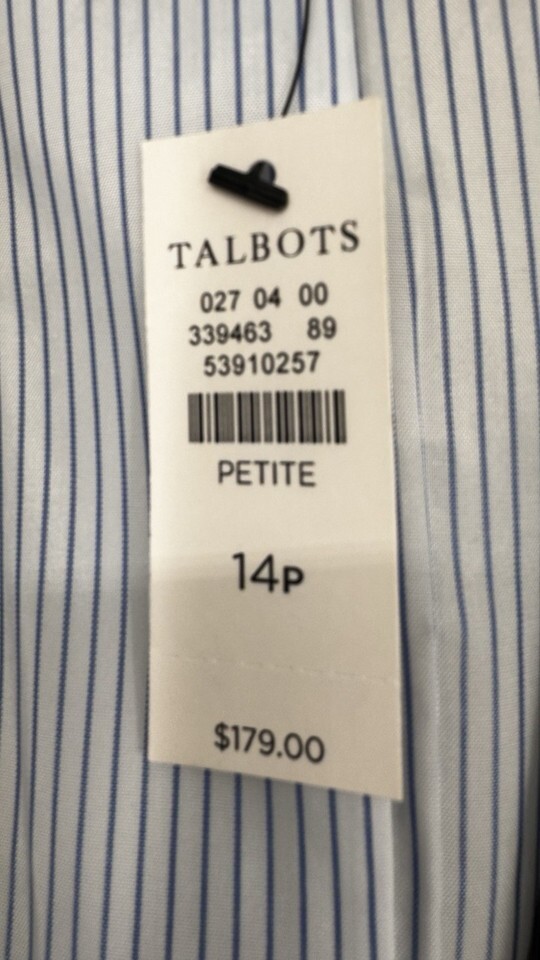 TALBOTS
027 04 00
339463 89
53910257
PETITE
14P
$179.00